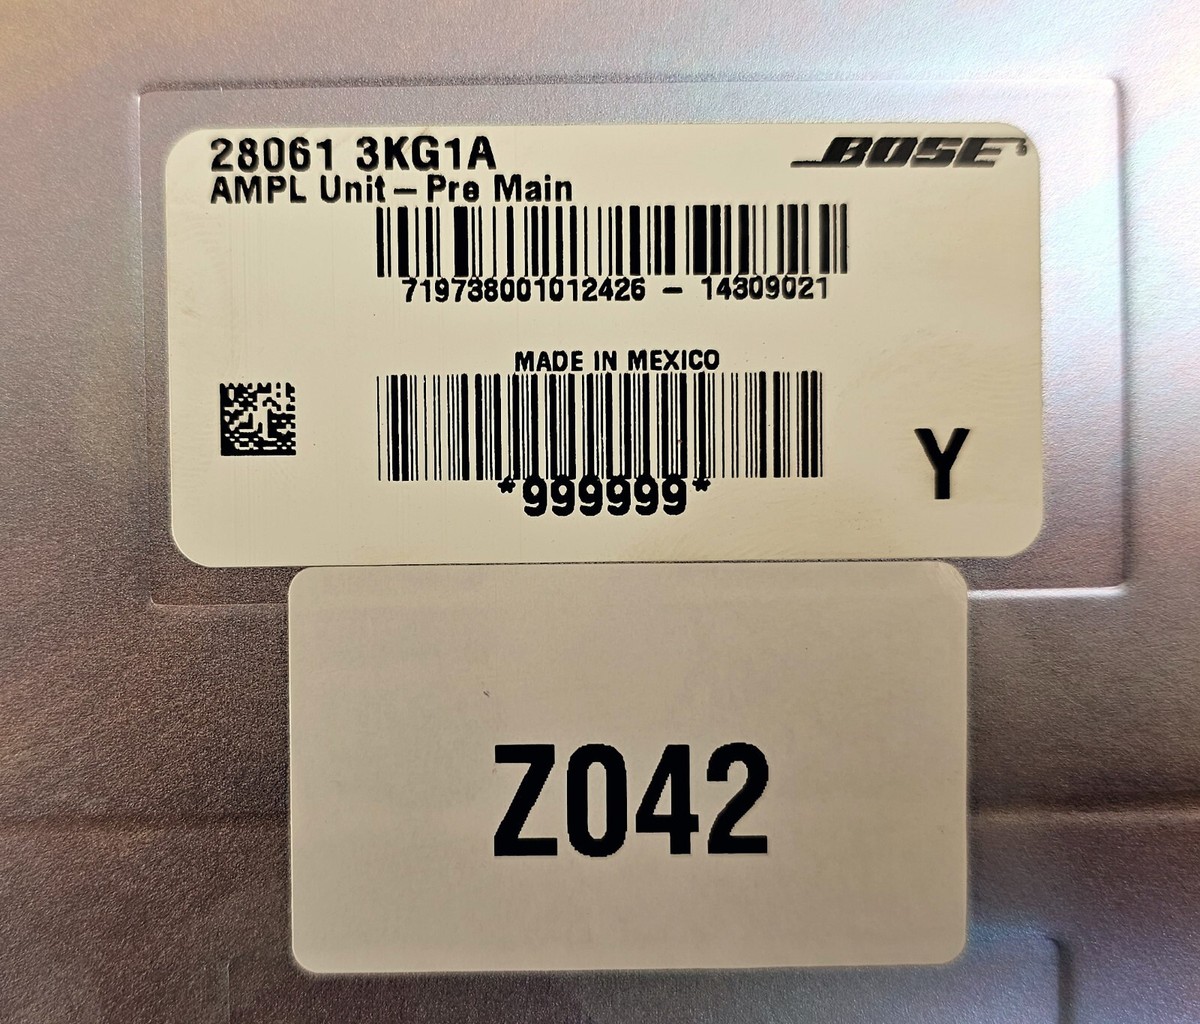 28061 3KG1A BOSE
AMPL Unit – Pre Main
719738001012426 – 14309021
MADE IN MEXICO
*999999*
Y
Z042